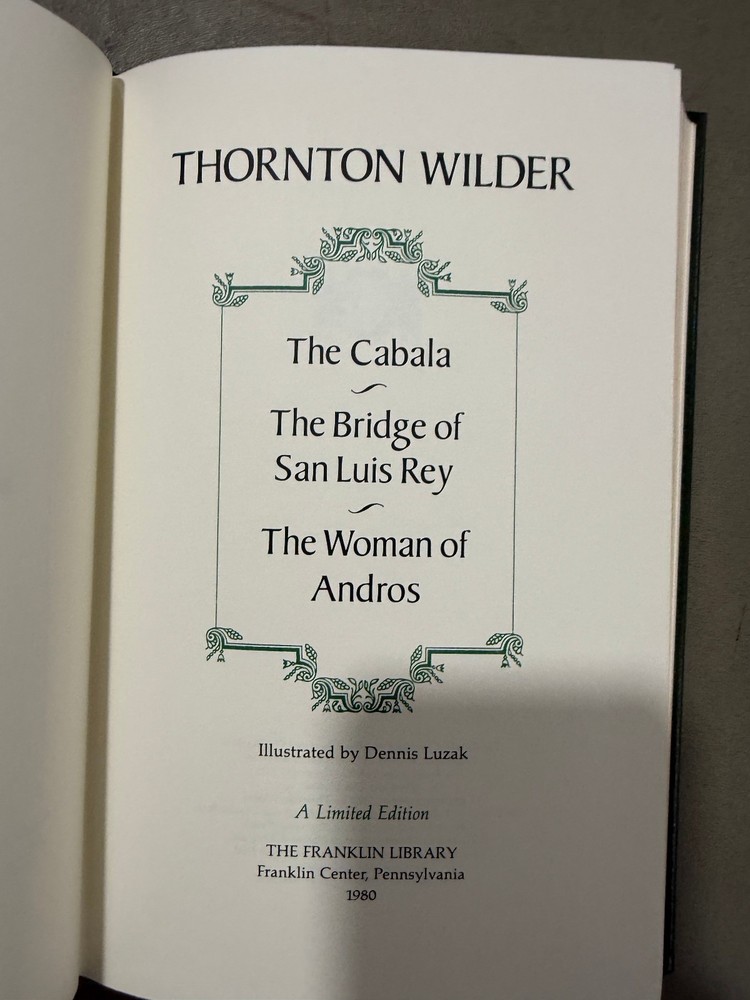 THORNTON WILDER
The Cabala
The Bridge of
San Luis Rey
The Woman of
Andros
Illustrated by Dennis Luzak
A Limited Edition
THE FRANKLIN LIBRARY
Franklin Center, Pennsylvania
1980